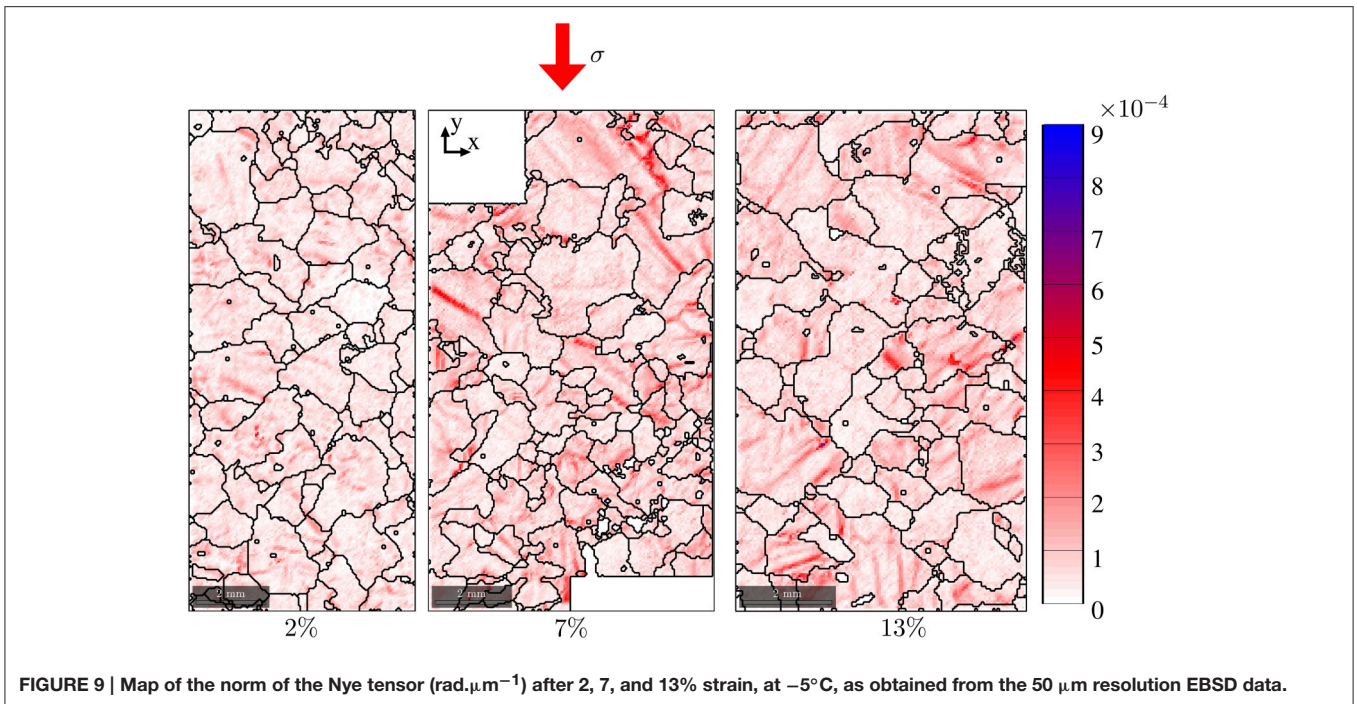 σ
y
x
×10⁻⁴
9
8
7
6
5
4
3
2
1
0
2 mm
2 mm
2 mm
2%
7%
13%
FIGURE 9 | Map of the norm of the Nye tensor (rad.μm⁻¹) after 2, 7, and 13% strain, at −5°C, as obtained from the 50 μm resolution EBSD data.